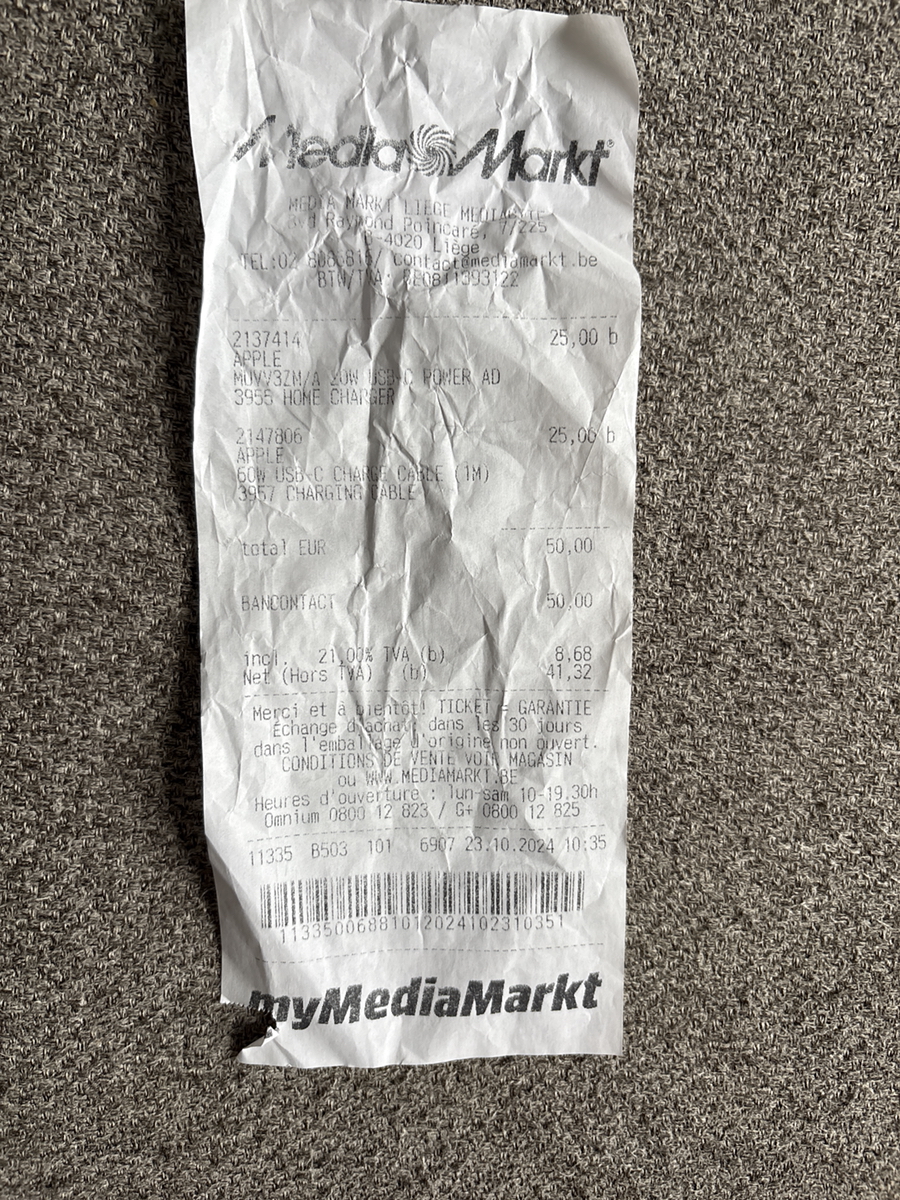 MediaMarkt
MEDIA MARKT LIEGE MEDIACITE
Raymond Poincaré, 7/225
B-4020 Liège
TEL:02 contact@mediamarkt.be
BTW/TVA: BE0811393122
2137414 25,00 b
APPLE
MUVV3ZM/A 20W USB-C POWER AD
3955 HOME CHARGER
2147806 25,00 b
APPLE
60W USB-C CHARGE CABLE (1M)
3957 CHARGING CABLE
total EUR 50,00
BANCONTACT 50,00
incl. 21,00% TVA (b) 8,68
Net (Hors TVA) (b) 41,32
Merci et à bientôt! TICKET = GARANTIE
Échange d'achat dans les 30 jours
dans l'emballage d'origine non ouvert.
CONDITIONS DE VENTE VOIR MAGASIN
ou WWW.MEDIAMARKT.BE
Heures d'ouverture : lun-sam 10-19.30h
Omnium 0800 12 823 / G+ 0800 12 825
11335 B503 101 6907 23.10.2024 10:35
myMediaMarkt